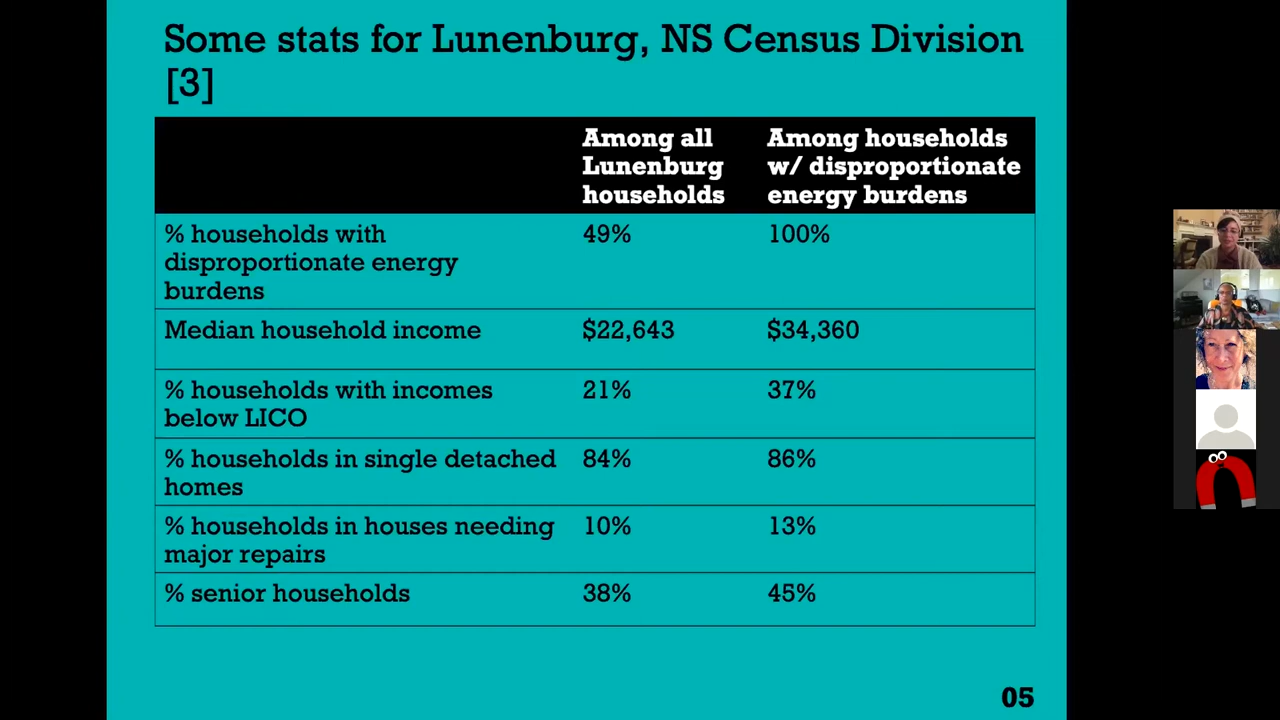 Some stats for Lunenburg, NS Census Division
[3]
Among all
Lunenburg
households
Among households
w/ disproportionate
energy burdens
% households with
disproportionate energy
burdens
49%
100%
Median household income
$22,643
$34,360
% households with incomes
below LICO
21%
37%
% households in single detached
homes
84%
86%
% households in houses needing
major repairs
10%
13%
% senior households
38%
45%
05